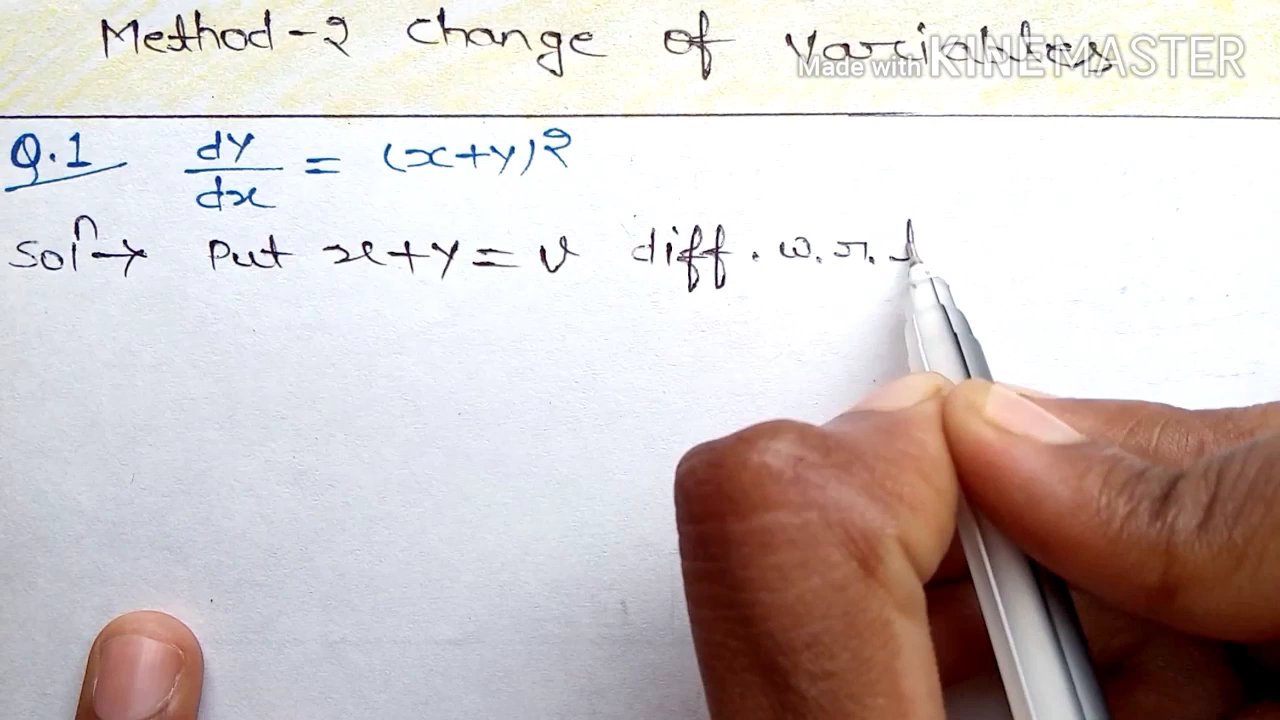 Method-2 Change of Variables
Made with KINEMASTER
Q.1 dy/dx = (x+y)2
Soln → Put x+y = v diff. w.r.t